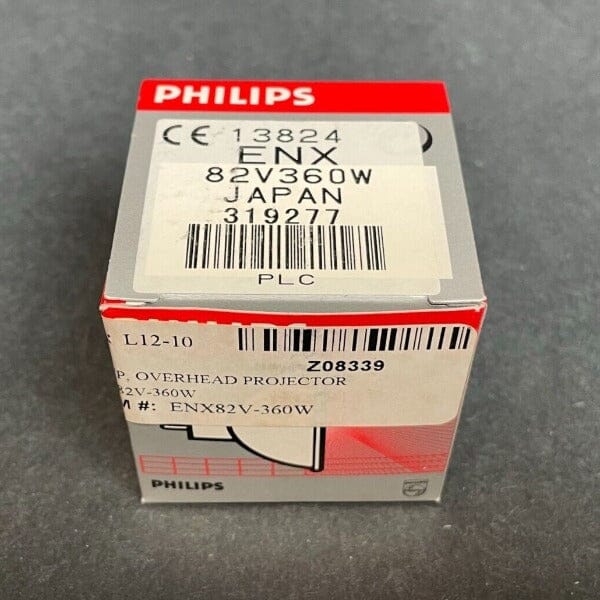 PHILIPS
CE 13824
ENX
82V360W
JAPAN
319277
PLC
L12-10
Z08339
P, OVERHEAD PROJECTOR
82V-360W
M #: ENX82V-360W
PHILIPS